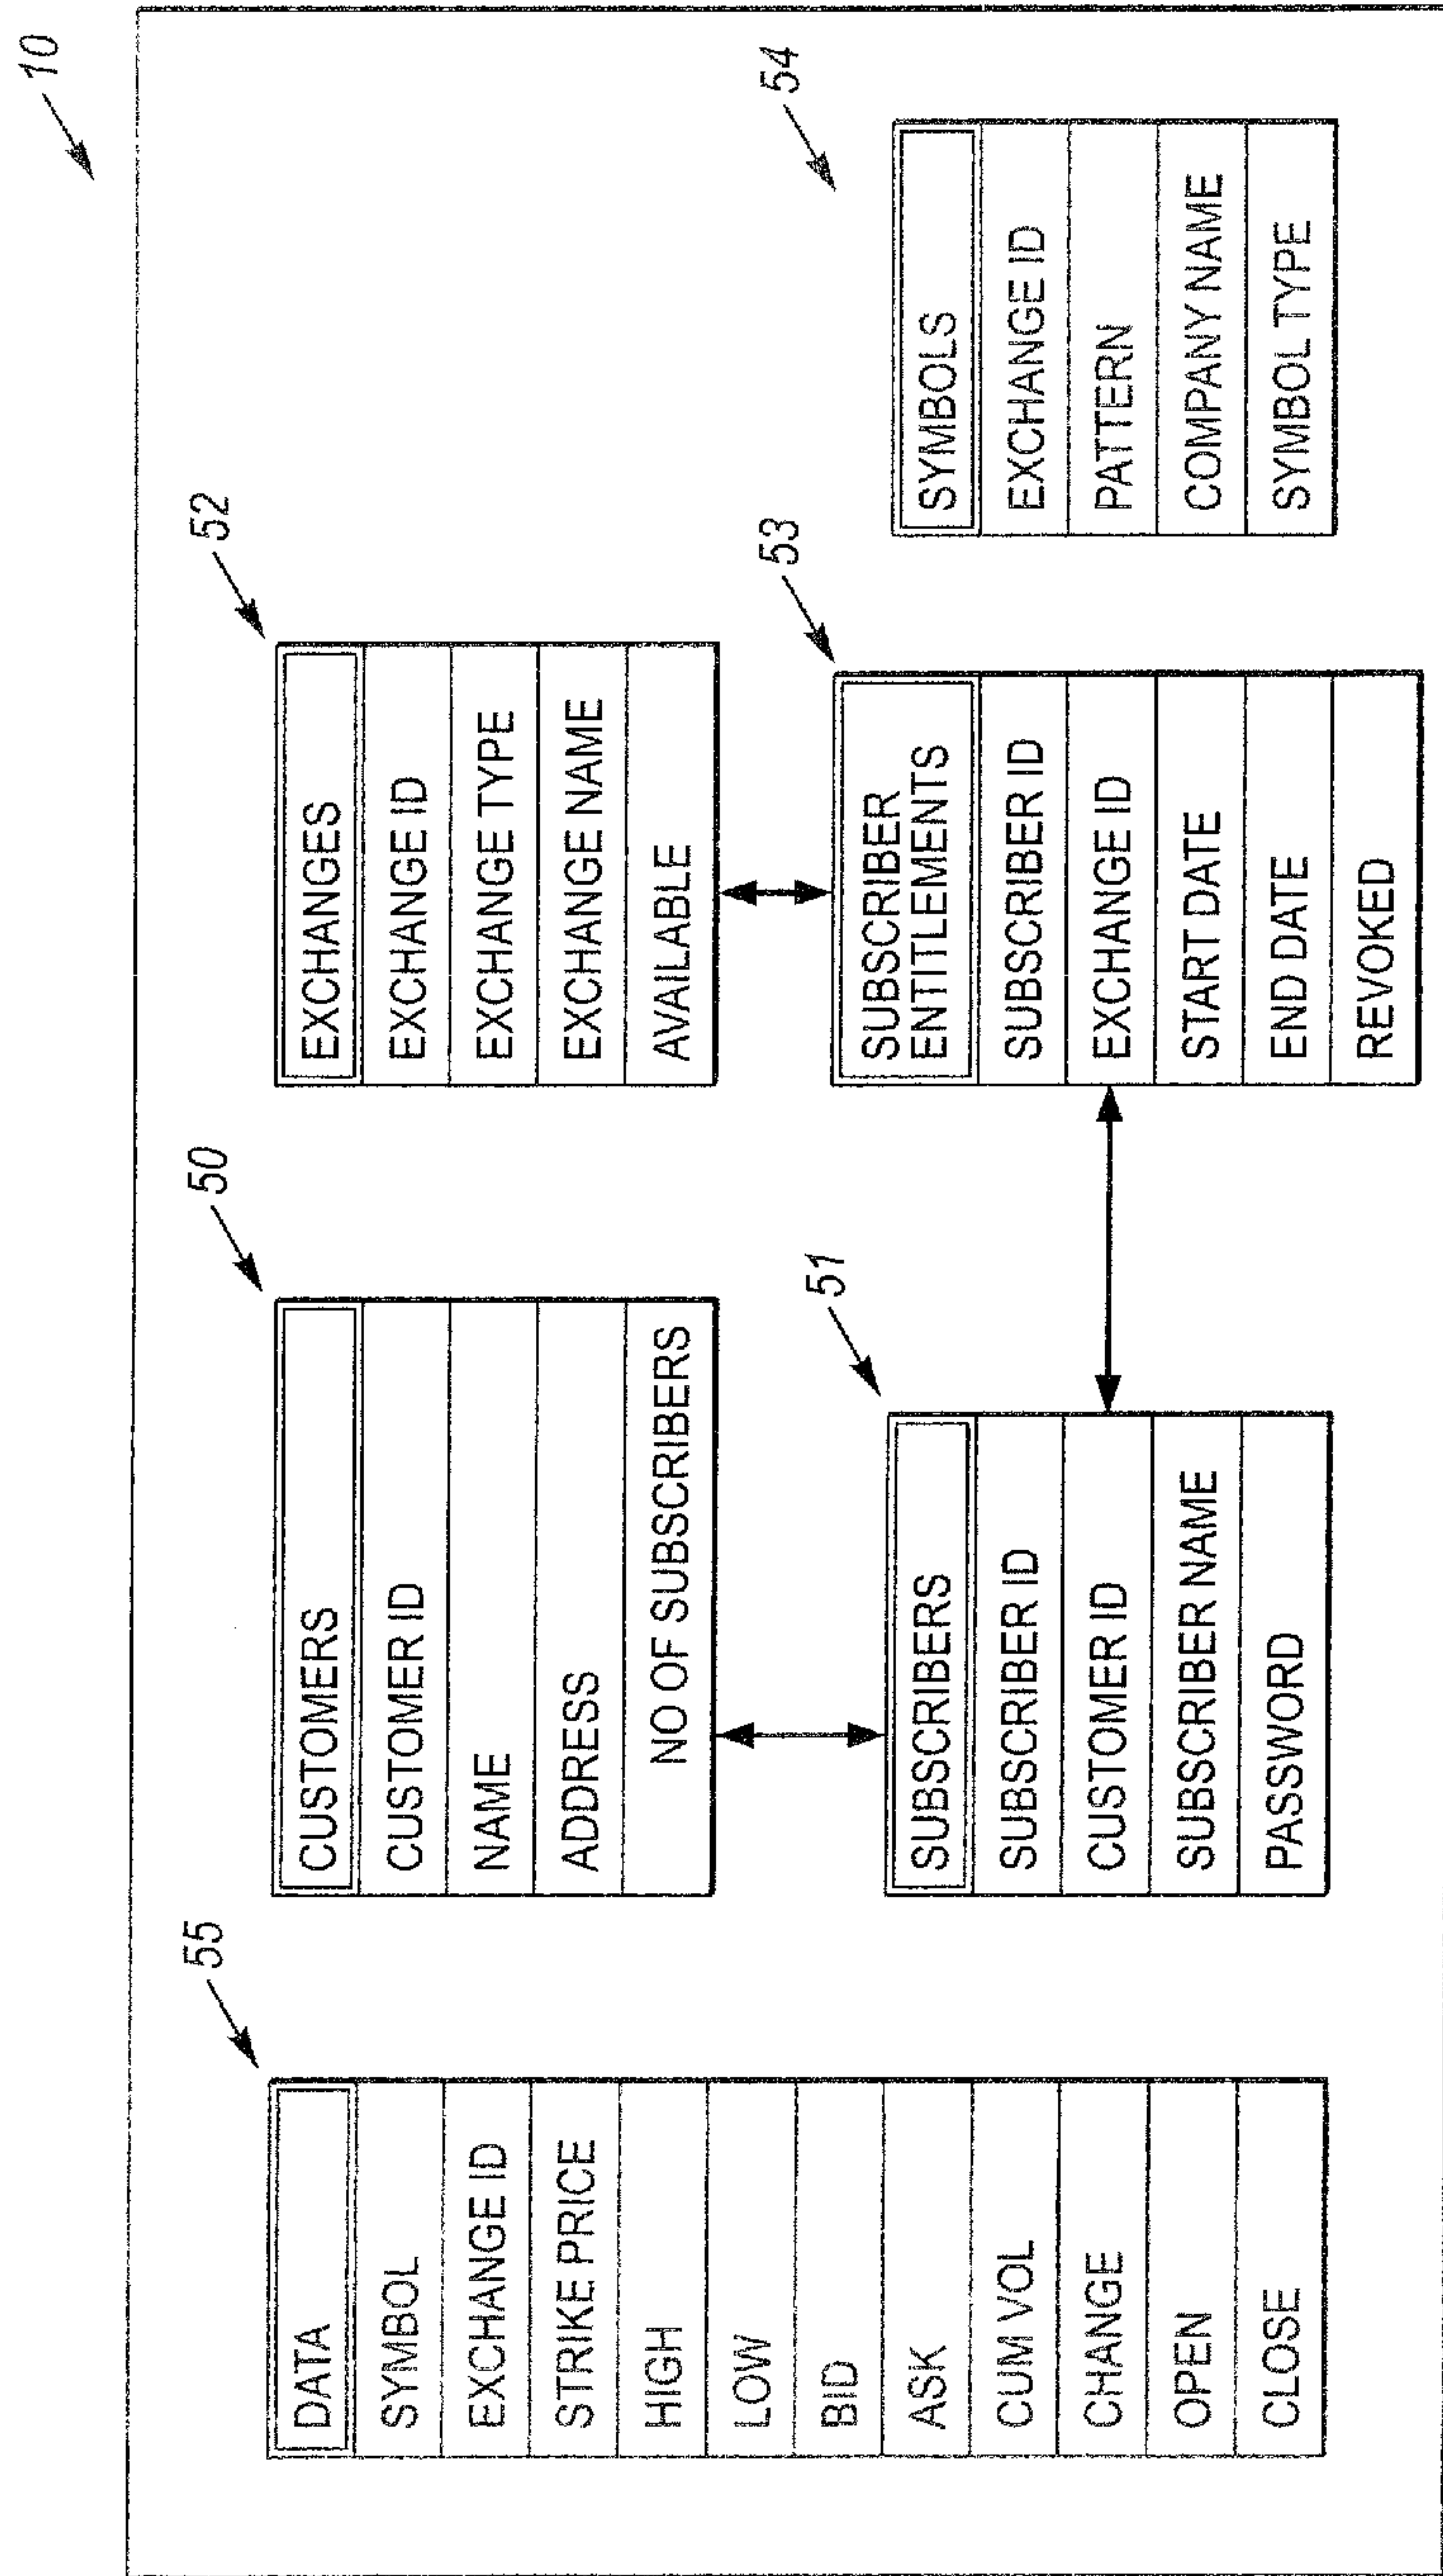 10
55
DATA
SYMBOL
EXCHANGE ID
STRIKE PRICE
HIGH
LOW
BID
ASK
CUM VOL
CHANGE
OPEN
CLOSE
50
CUSTOMERS
CUSTOMER ID
NAME
ADDRESS
NO OF SUBSCRIBERS
52
EXCHANGES
EXCHANGE ID
EXCHANGE TYPE
EXCHANGE NAME
AVAILABLE
51
SUBSCRIBERS
SUBSCRIBER ID
CUSTOMER ID
SUBSCRIBER NAME
PASSWORD
53
SUBSCRIBER
ENTITLEMENTS
SUBSCRIBER ID
EXCHANGE ID
START DATE
END DATE
REVOKED
54
SYMBOLS
EXCHANGE ID
PATTERN
COMPANY NAME
SYMBOL TYPE